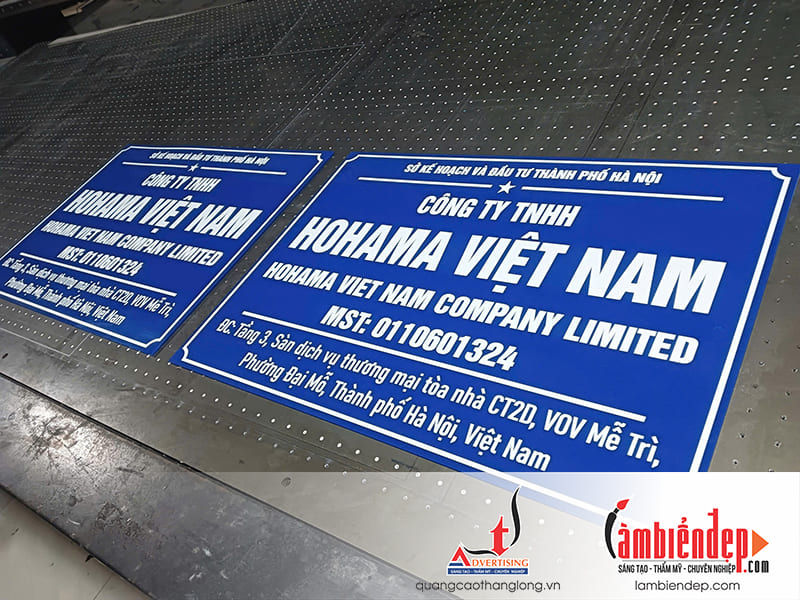 SỞ KẾ HOẠCH VÀ ĐẦU TƯ THÀNH PHỐ HÀ NỘI
CÔNG TY TNHH
HOHAMA VIỆT NAM
HOHAMA VIET NAM COMPANY LIMITED
MST: 0110601324
ĐC: Tầng 3, Sàn dịch vụ thương mại tòa nhà CT2D, VOV Mễ Trì,
Phường Đại Mỗ, Thành phố Hà Nội, Việt Nam
SỞ KẾ HOẠCH VÀ ĐẦU TƯ THÀNH PHỐ HÀ NỘI
CÔNG TY TNHH
HOHAMA VIỆT NAM
HOHAMA VIET NAM COMPANY LIMITED
MST: 0110601324
ĐC: Tầng 3, Sàn dịch vụ thương mại tòa nhà CT2D, VOV Mễ Trì,
Phường Đại Mỗ, Thành phố Hà Nội, Việt Nam
At ADVERTISING
SÁNG TẠO - THẨM MỸ - CHUYÊN NGHIỆP
quangcaothanglong.vn
làmbiểnđẹp.com
SÁNG TẠO - THẨM MỸ - CHUYÊN NGHIỆP
lambiendep.com